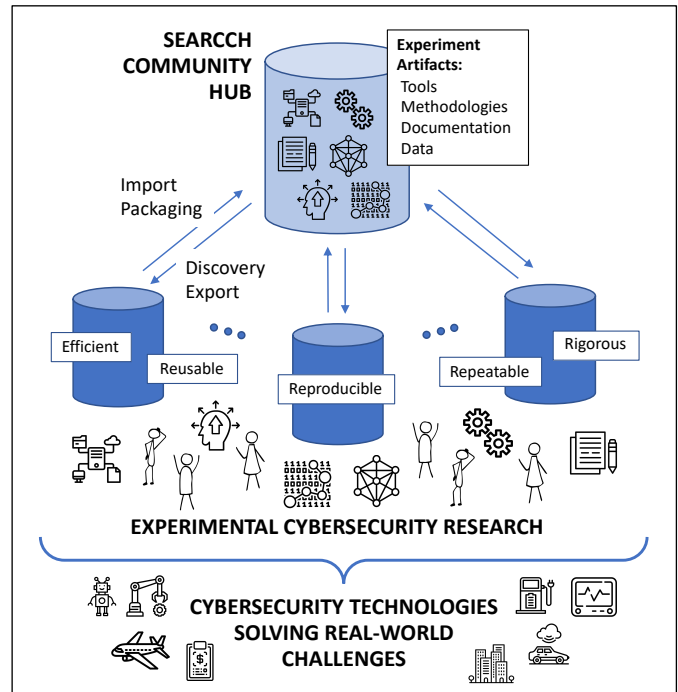 SEARCCH
COMMUNITY
HUB
Experiment
Artifacts:
Tools
Methodologies
Documentation
Data
Import
Packaging
Discovery
Export
Efficient
Reusable
Reproducible
Repeatable
Rigorous
EXPERIMENTAL CYBERSECURITY RESEARCH
CYBERSECURITY TECHNOLOGIES
SOLVING REAL-WORLD
CHALLENGES